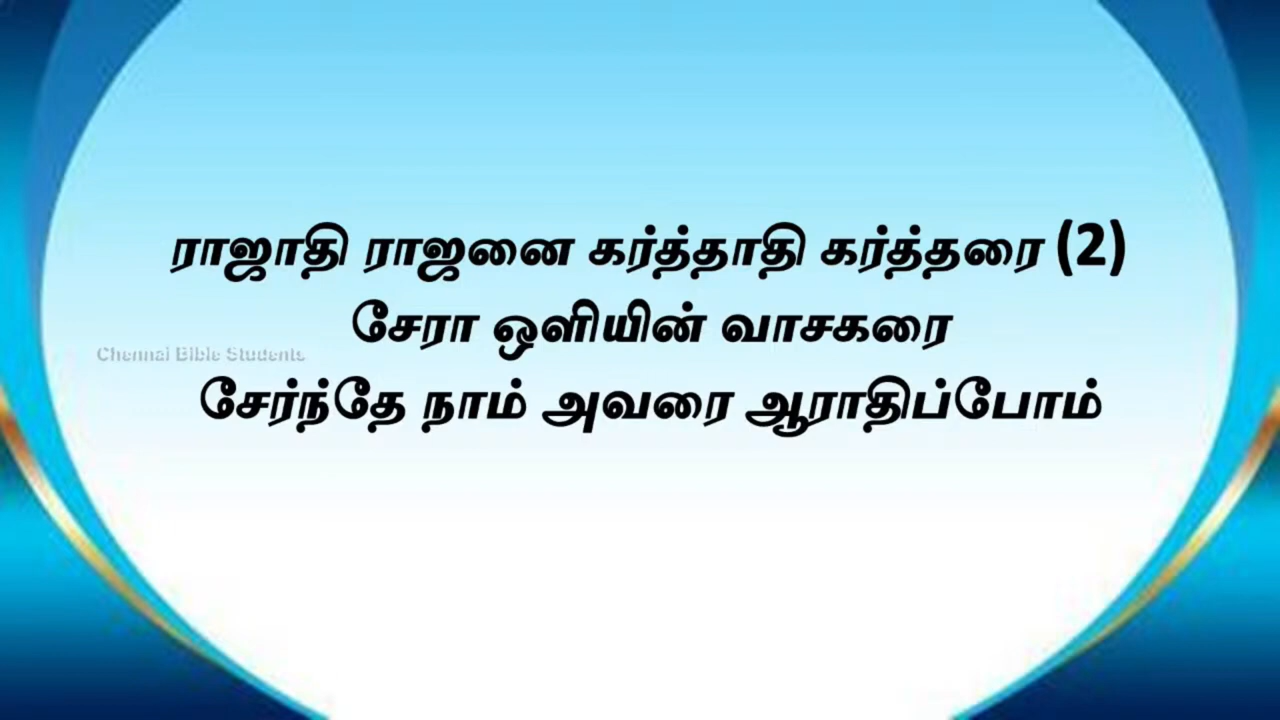 ராஜாதி ராஜனை கர்த்தாதி கர்த்தரை (2)
சேரா ஒளியின் வாசகரை
Chennai Bible Students
சேர்ந்தே நாம் அவரை ஆராதிப்போம்